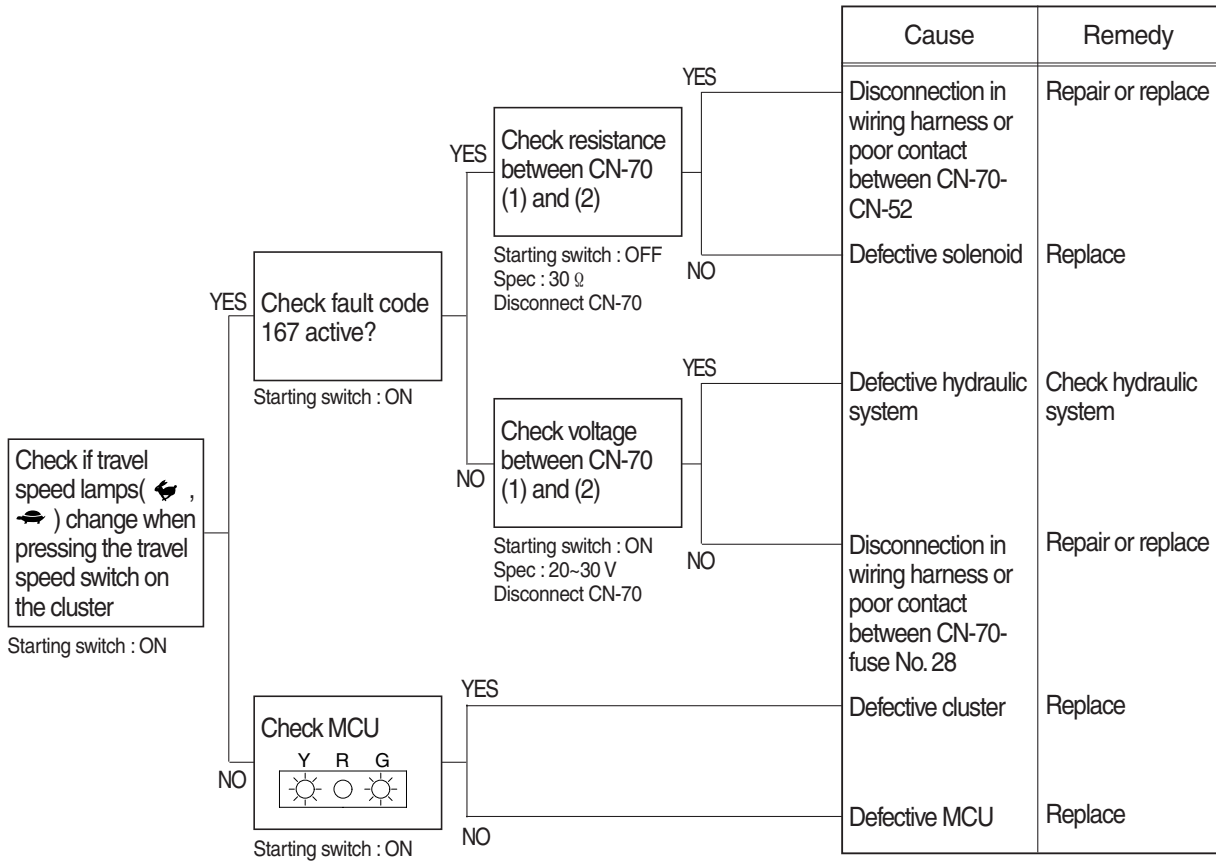 Cause
Remedy
YES
Disconnection in
wiring harness or
poor contact
between CN-70-
CN-52
Repair or replace
YES
Check resistance
between CN-70
(1) and (2)
Starting switch : OFF
Spec : 30 Ω
Disconnect CN-70
NO
Defective solenoid
Replace
YES
Check fault code
167 active?
Starting switch : ON
YES
Defective hydraulic
system
Check hydraulic
system
NO
Check voltage
between CN-70
(1) and (2)
Starting switch : ON
Spec : 20~30 V
Disconnect CN-70
NO
Disconnection in
wiring harness or
poor contact
between CN-70-
fuse No. 28
Repair or replace
Check if travel
speed lamps( ,
) change when
pressing the travel
speed switch on
the cluster
Starting switch : ON
YES
Defective cluster
Replace
NO
Check MCU
Y R G
Starting switch : ON
NO
Defective MCU
Replace